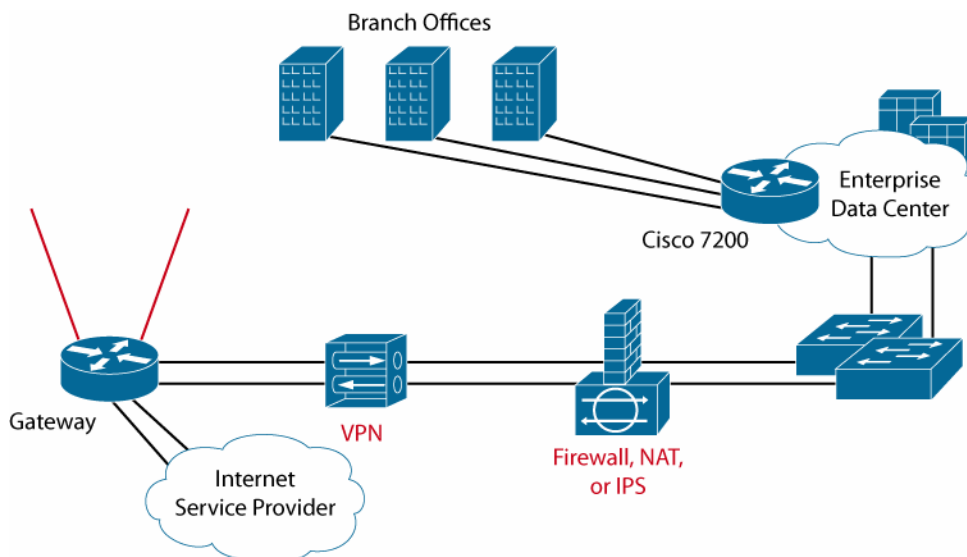 Branch Offices
Enterprise
Data Center
Cisco 7200
Gateway
VPN
Firewall, NAT,
or IPS
Internet
Service Provider